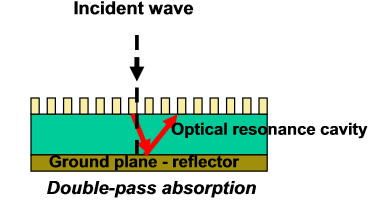 Incident wave
Optical resonance cavity
Ground plane - reflector
Double-pass absorption